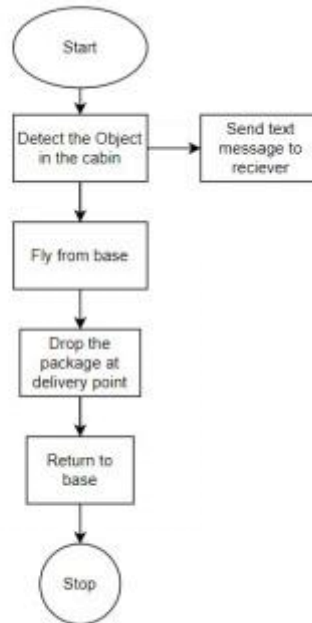 Start
Detect the Object
in the cabin
Send text
message to
reciever
Fly from base
Drop the
package at
delivery point
Return to
base
Stop